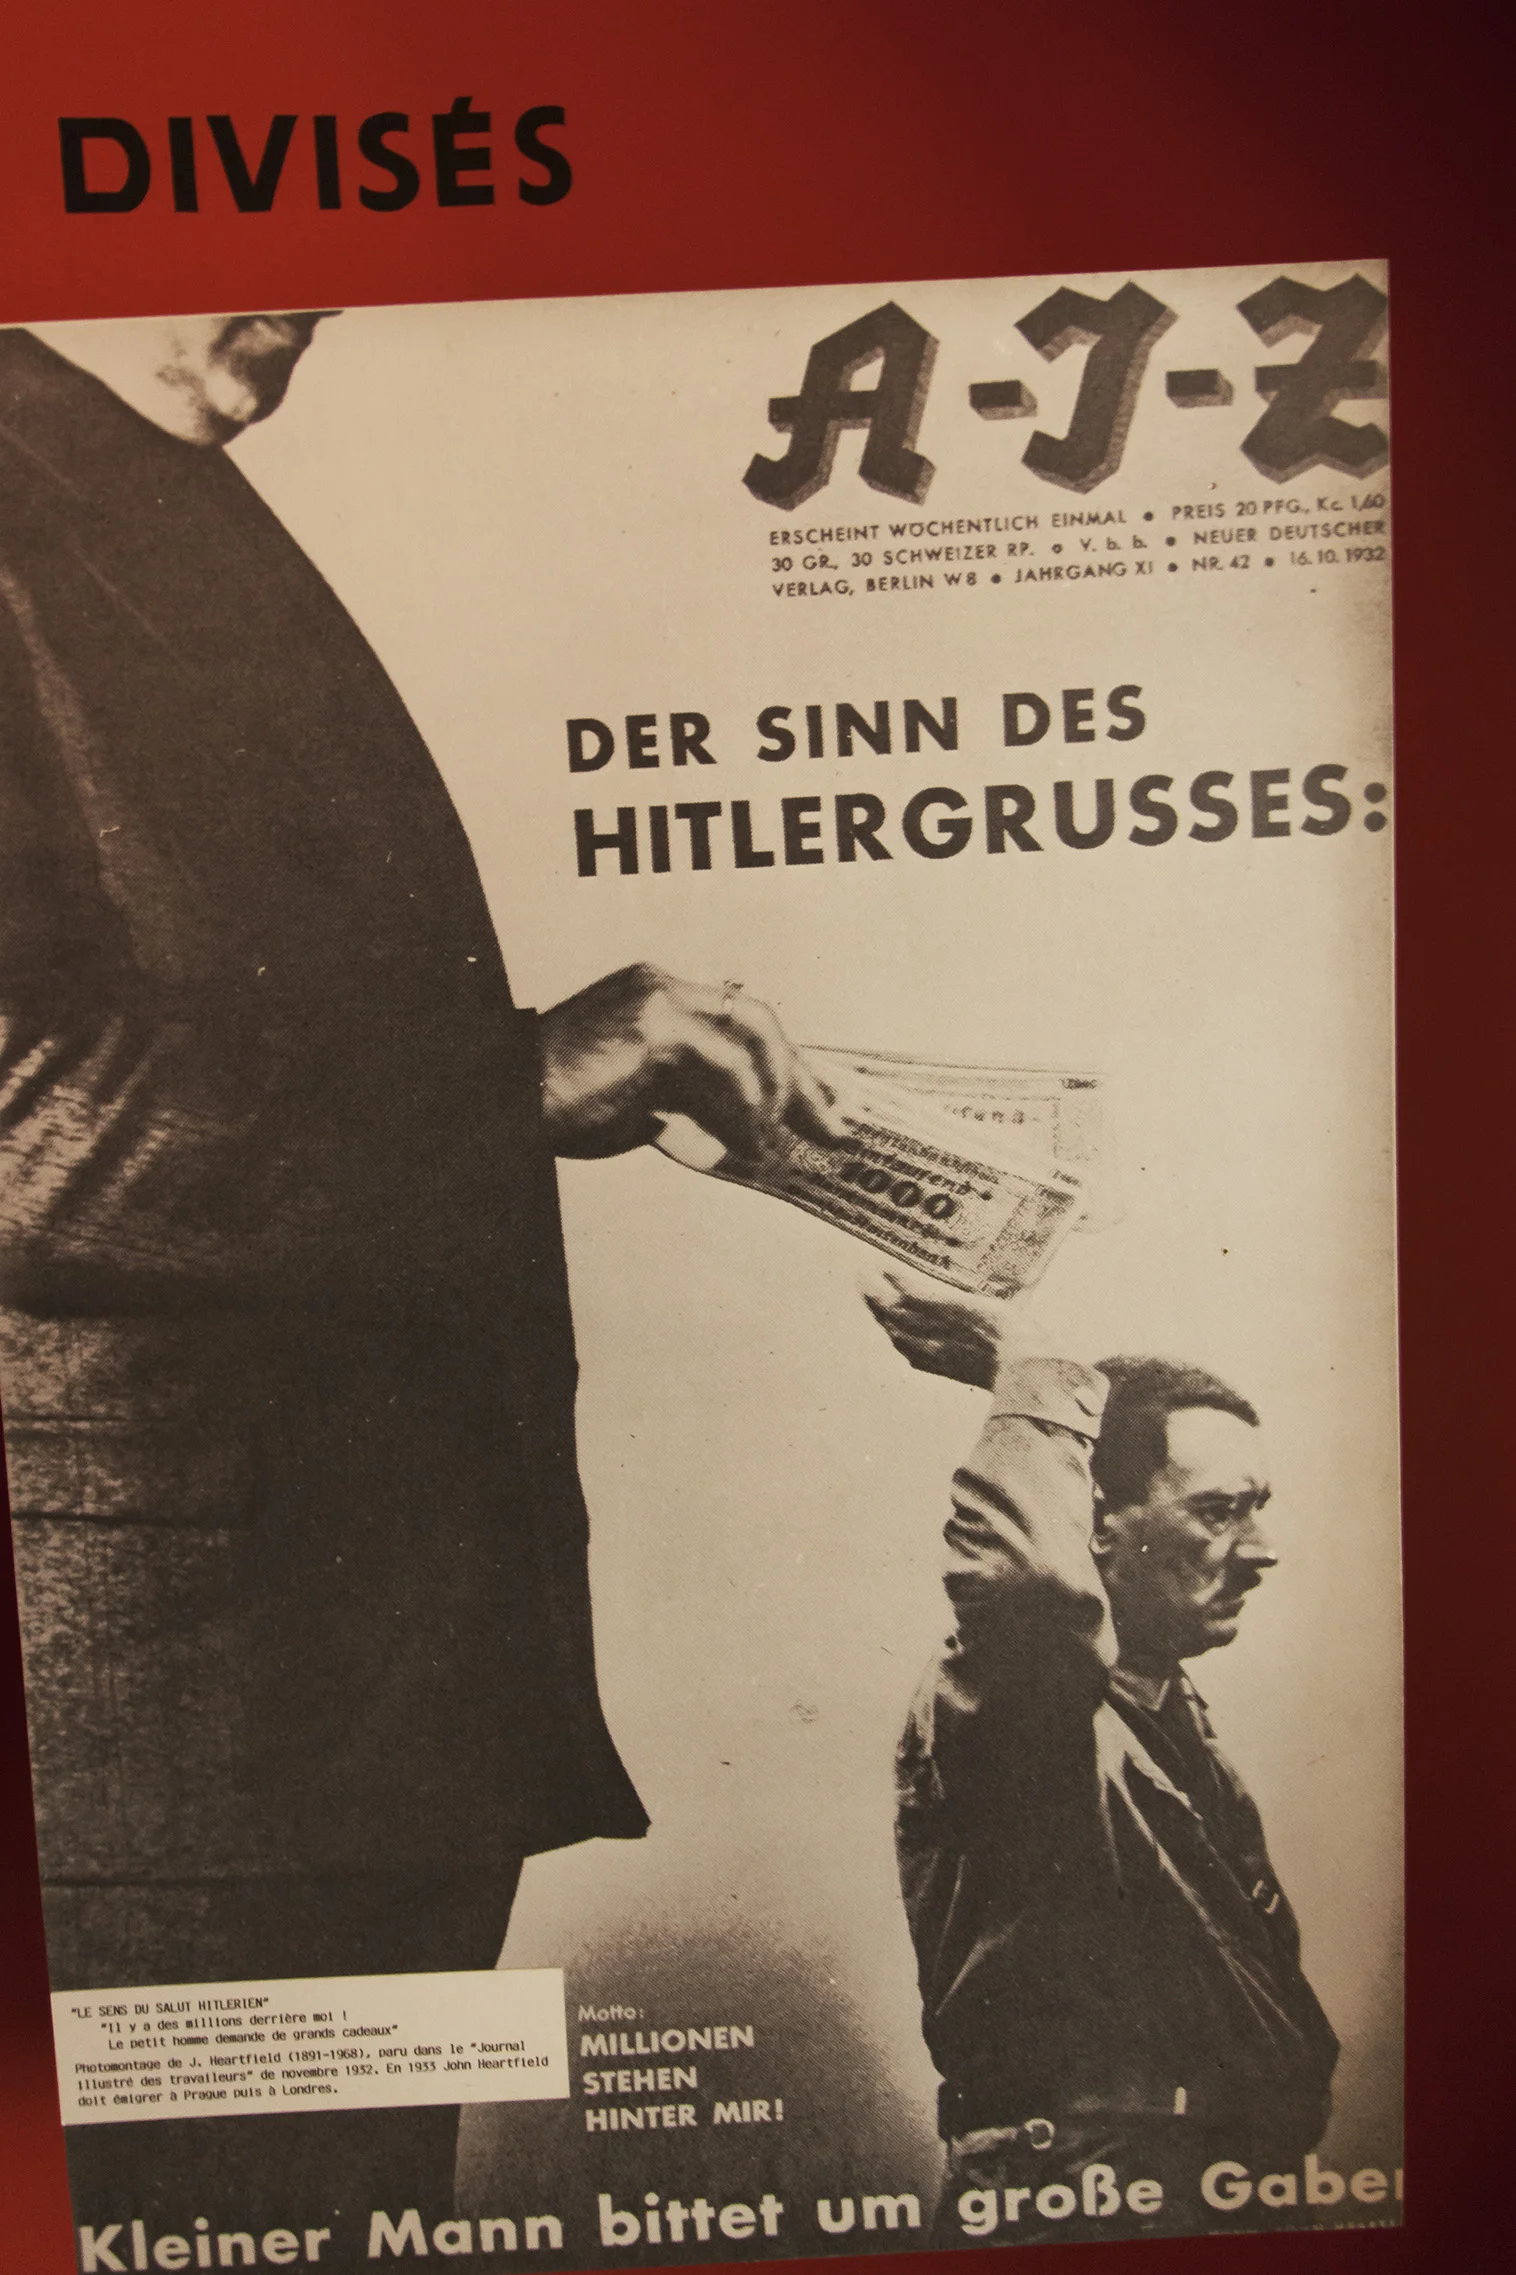 DIVISÉS
A-J-Z
ERSCHEINT WÖCHENTLICH EINMAL • PREIS 20 PFG., Kc. 1,60
30 GR., 30 SCHWEIZER RP. • V. b. b. • NEUER DEUTSCHER
VERLAG, BERLIN W8 • JAHRGANG XI • NR. 42 • 16.10.1932
DER SINN DES
HITLERGRUSSES:
1000
"LE SENS DU SALUT HITLERIEN"
"Il y a des millions derrière moi !
Le petit homme demande de grands cadeaux"
Photomontage de J. Heartfield (1891-1968), paru dans le "Journal
illustré des travailleurs" de novembre 1932. En 1933 John Heartfield
doit émigrer à Prague puis à Londres.
Motto:
MILLIONEN
STEHEN
HINTER MIR!
Kleiner Mann bittet um große Gaben